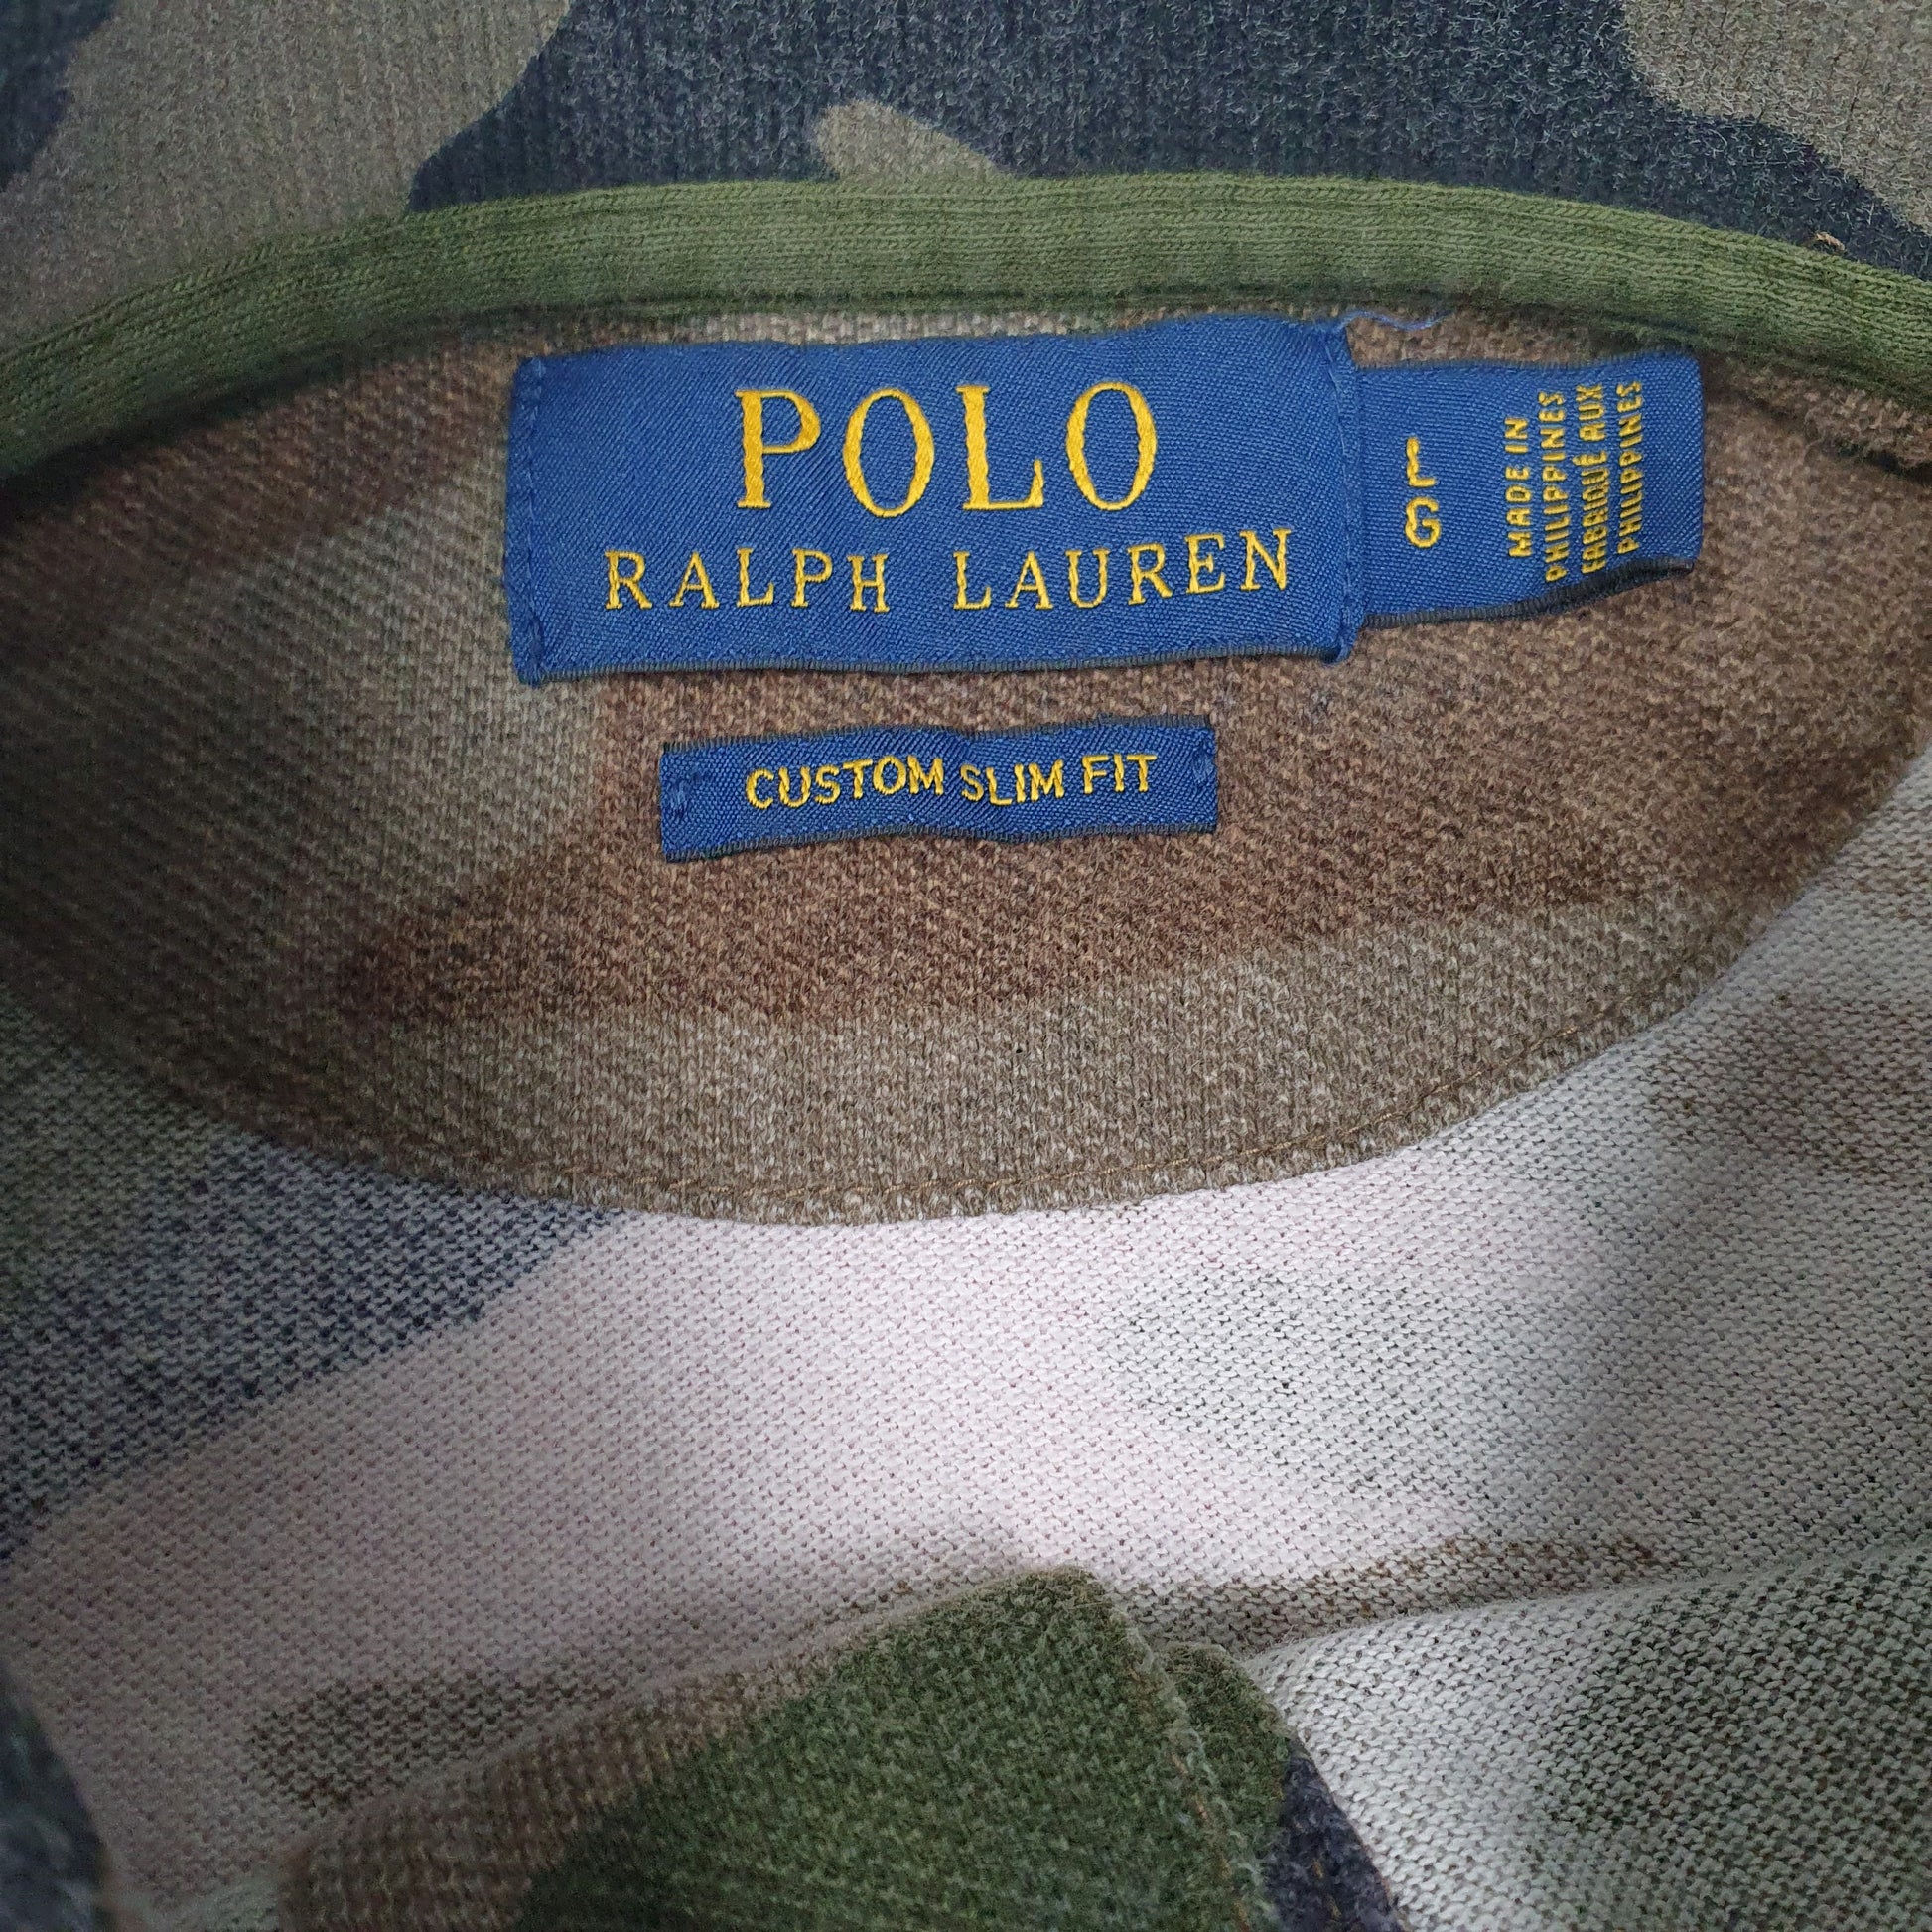 POLO
RALPH LAUREN
L
G
MADE IN
PHILIPPINES
FABRIQUÉ AUX
PHILIPPINES
CUSTOM SLIM FIT